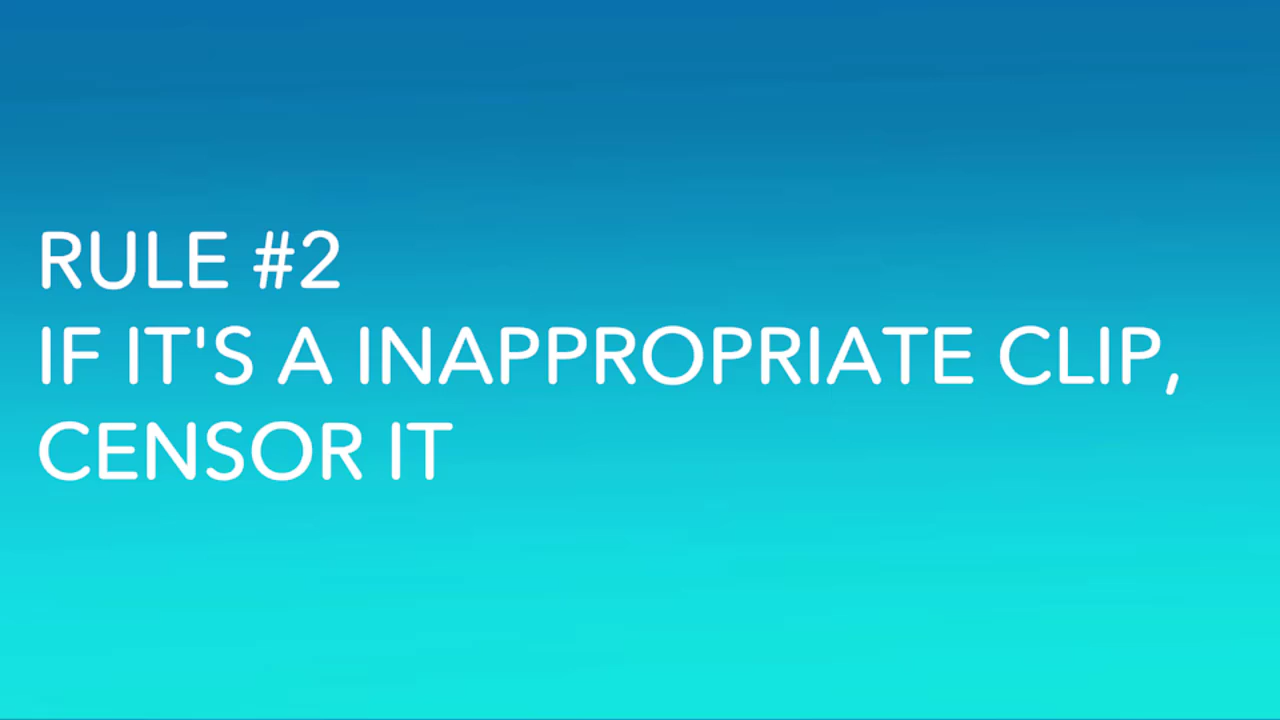 RULE #2
IF IT'S A INAPPROPRIATE CLIP,
CENSOR IT